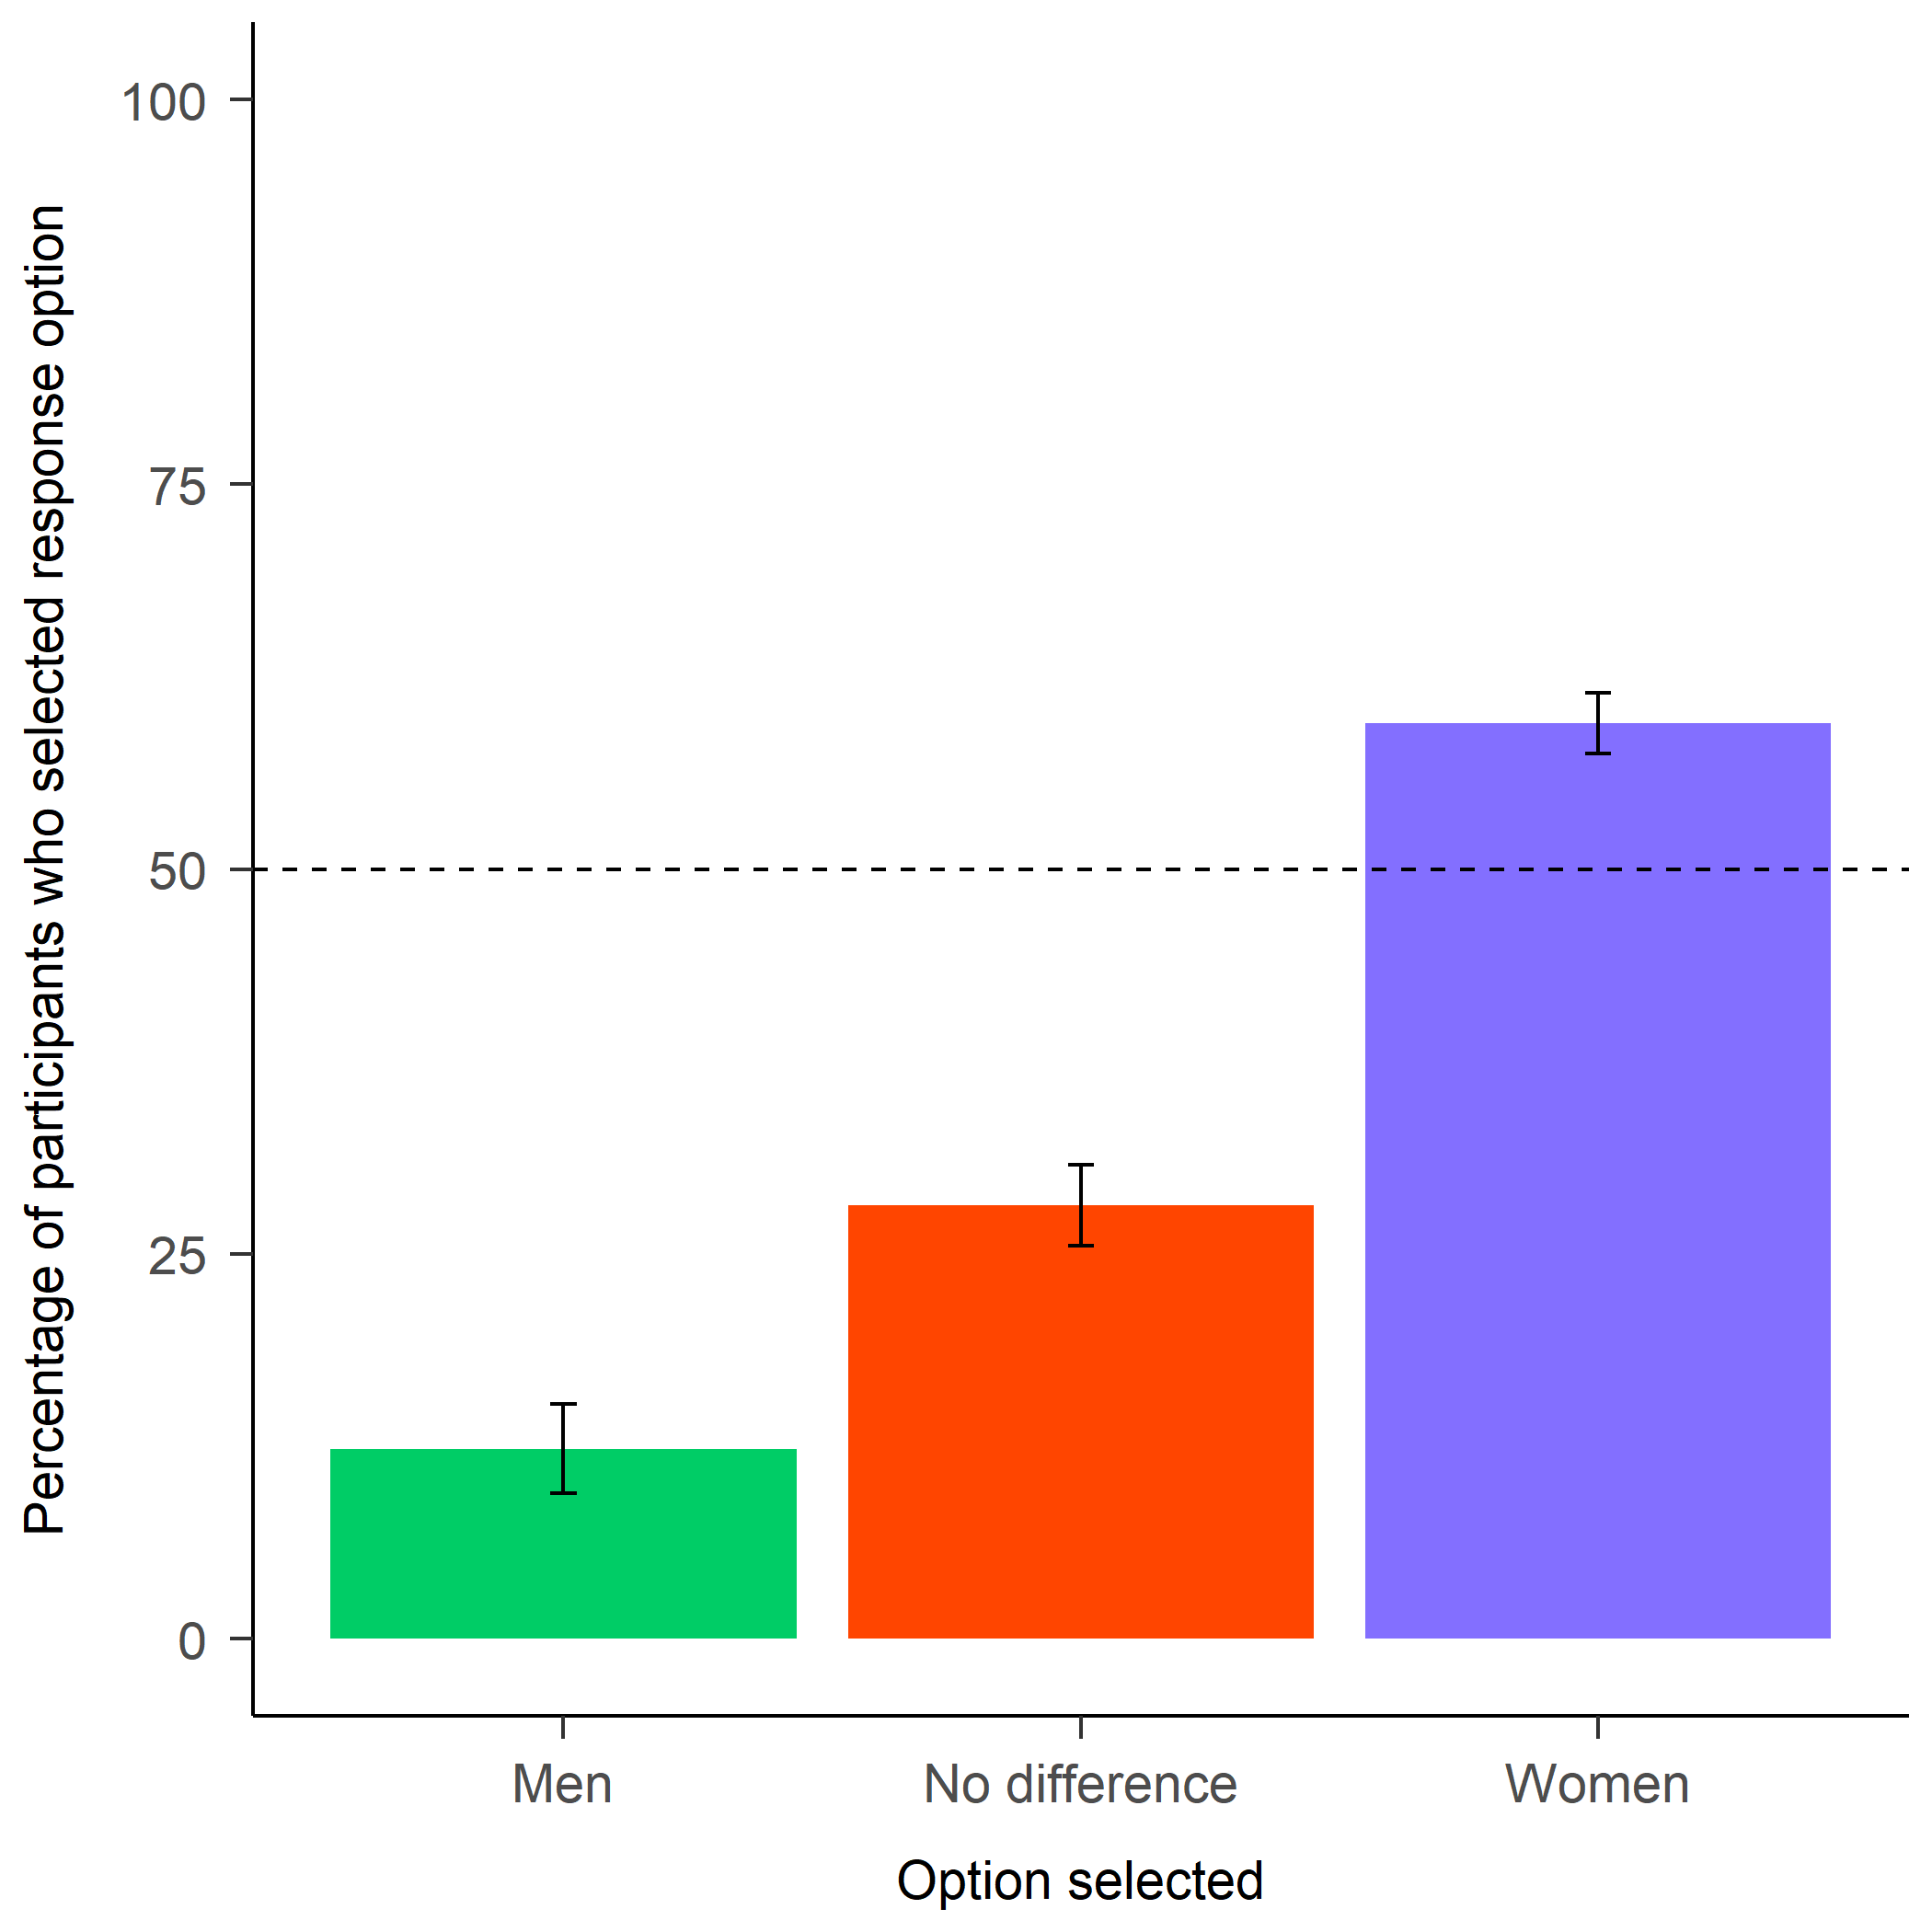 Percentage of participants who selected response option
100
75
50
25
0
Men
No difference
Women
Option selected